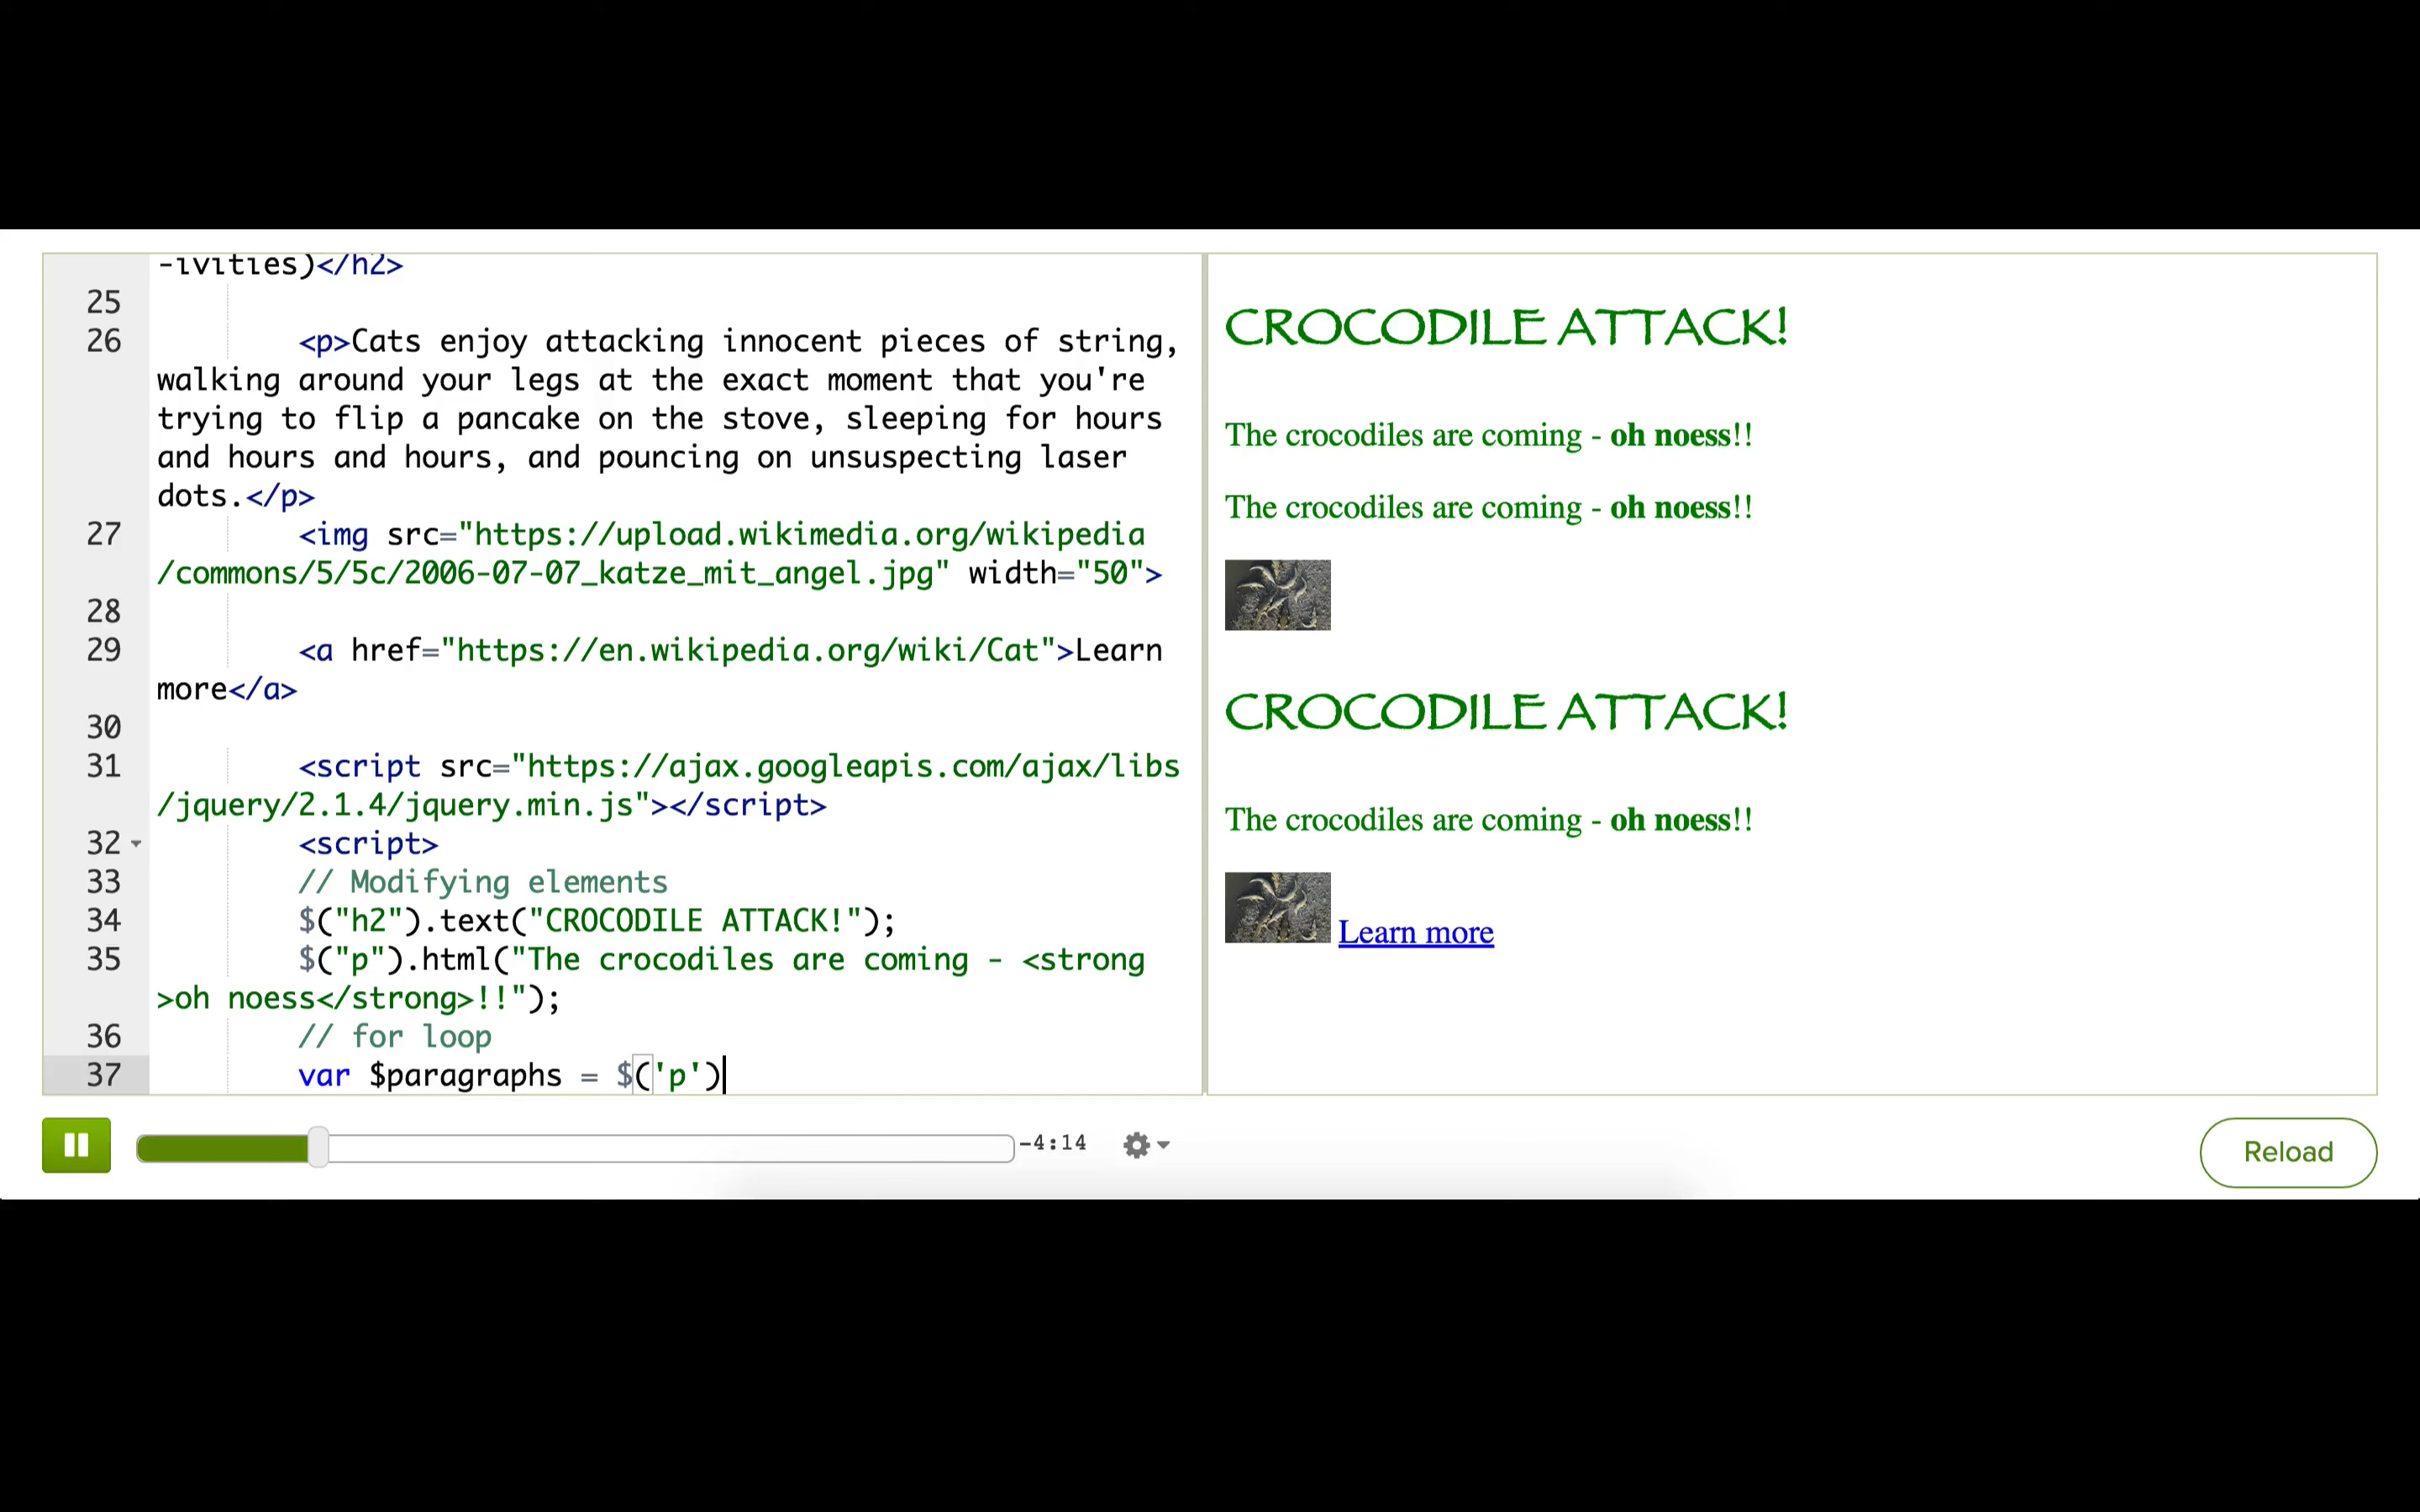 -ivities)</h2>
25
26 <p>Cats enjoy attacking innocent pieces of string,
walking around your legs at the exact moment that you're
trying to flip a pancake on the stove, sleeping for hours
and hours and hours, and pouncing on unsuspecting laser
dots.</p>
27 <img src="https://upload.wikimedia.org/wikipedia
/commons/5/5c/2006-07-07_katze_mit_angel.jpg" width="50">
28
29 <a href="https://en.wikipedia.org/wiki/Cat">Learn
more</a>
30
31 <script src="https://ajax.googleapis.com/ajax/libs
/jquery/2.1.4/jquery.min.js"></script>
32 <script>
33 // Modifying elements
34 $("h2").text("CROCODILE ATTACK!");
35 $("p").html("The crocodiles are coming - <strong
>oh noess</strong>!!");
36 // for loop
37 var $paragraphs = $('p')
CROCODILE ATTACK!
The crocodiles are coming - oh noess!!
The crocodiles are coming - oh noess!!
CROCODILE ATTACK!
The crocodiles are coming - oh noess!!
Learn more
-4:14
Reload